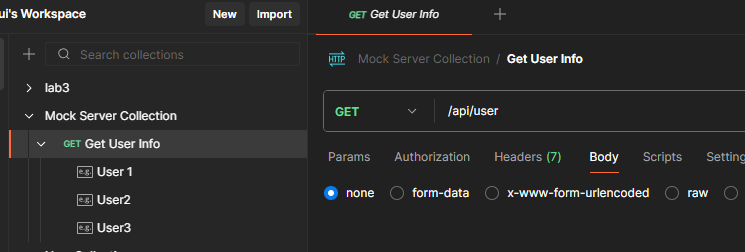 ui's Workspace
New
Import
Search collections
lab3
Mock Server Collection
GET Get User Info
e.g. User 1
e.g. User2
e.g. User3
GET Get User Info
HTTP
Mock Server Collection / Get User Info
GET
/api/user
Params
Authorization
Headers (7)
Body
Scripts
Setting
none
form-data
x-www-form-urlencoded
raw